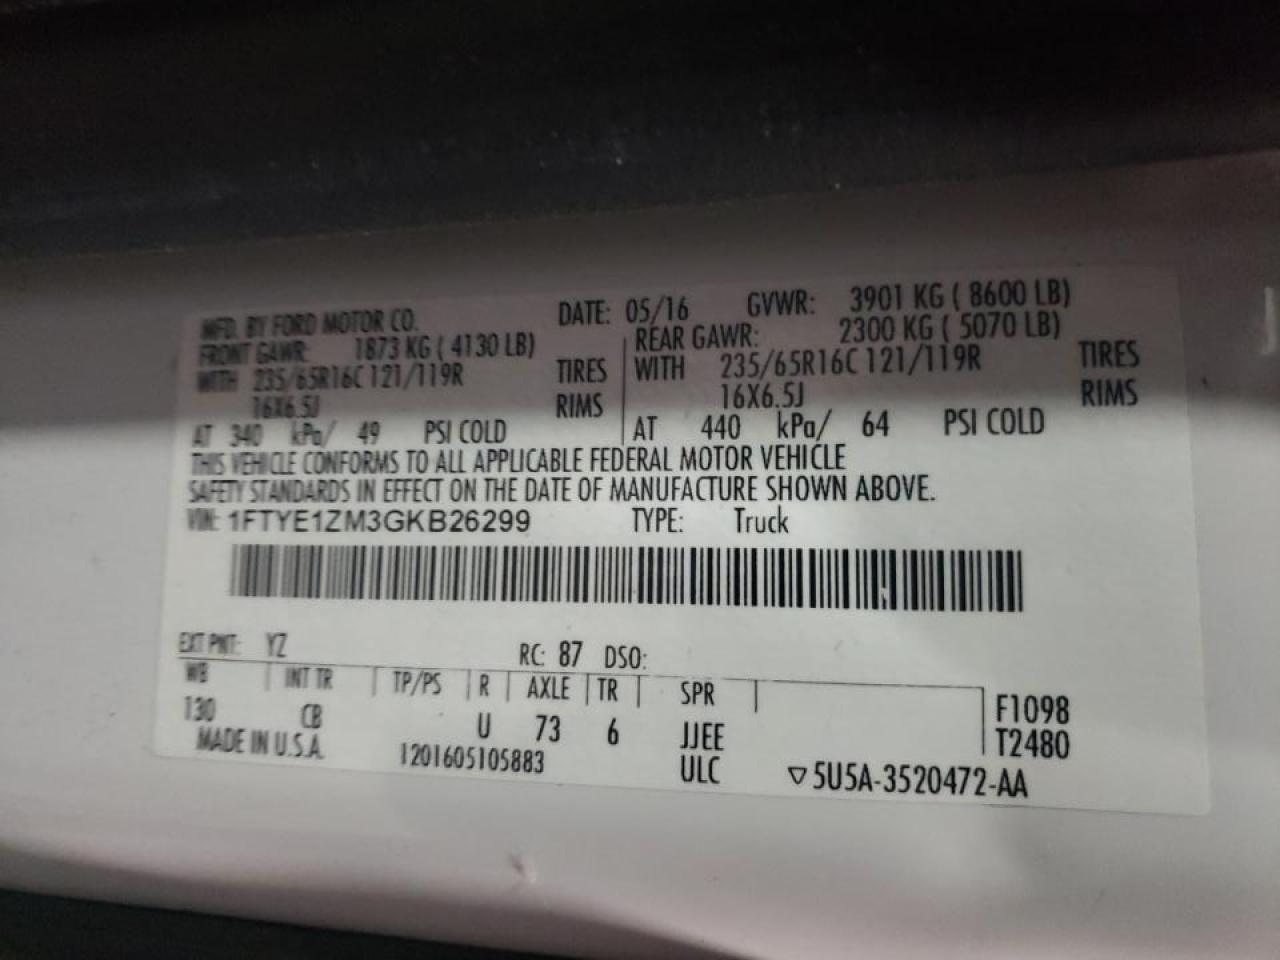 MFD. BY FORD MOTOR CO. DATE: 05/16 GVWR: 3901 KG ( 8600 LB)
FRONT GAWR: 1873 KG ( 4130 LB) REAR GAWR: 2300 KG ( 5070 LB)
WITH 235/65R16C 121/119R TIRES WITH 235/65R16C 121/119R TIRES
16X6.5J RIMS 16X6.5J RIMS
AT 340 kPa/ 49 PSI COLD AT 440 kPa/ 64 PSI COLD
THIS VEHICLE CONFORMS TO ALL APPLICABLE FEDERAL MOTOR VEHICLE
SAFETY STANDARDS IN EFFECT ON THE DATE OF MANUFACTURE SHOWN ABOVE.
VIN: 1FTYE1ZM3GKB26299 TYPE: Truck
EXT PNT: YZ RC: 87 DSO:
WB INT TR TP/PS R AXLE TR SPR
130 CB U 73 6 JJEE F1098
MADE IN U.S.A. 1201605105883 ULC T2480
▽5U5A-3520472-AA